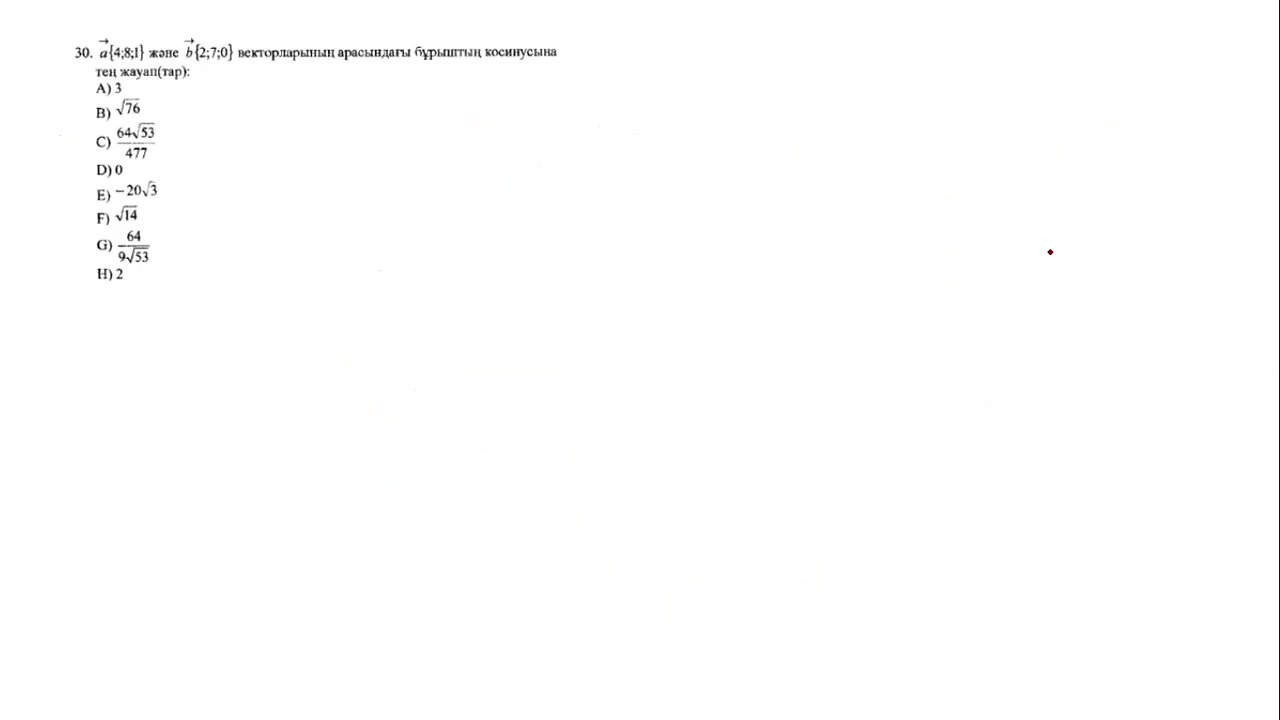 30. a⃗{4;8;1} және b⃗{2;7;0} векторларының арасындағы бұрыштың косинусына
тең жауап(тар):
A) 3
B) √76
C) 64√53/477
D) 0
E) −20√3
F) √14
G) 64/9√53
H) 2